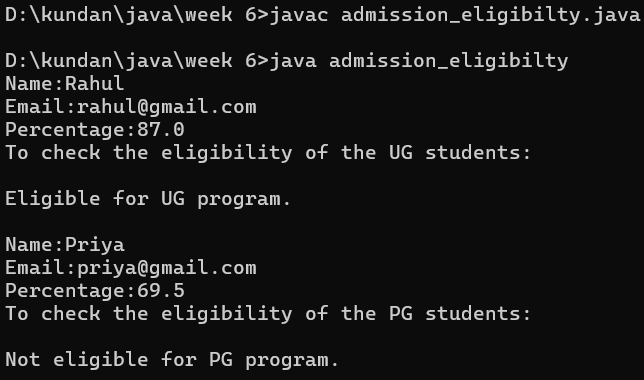 D:\kundan\java\week 6>javac admission_eligibilty.java
D:\kundan\java\week 6>java admission_eligibilty
Name:Rahul
Email:rahul@gmail.com
Percentage:87.0
To check the eligibility of the UG students:
Eligible for UG program.
Name:Priya
Email:priya@gmail.com
Percentage:69.5
To check the eligibility of the PG students:
Not eligible for PG program.